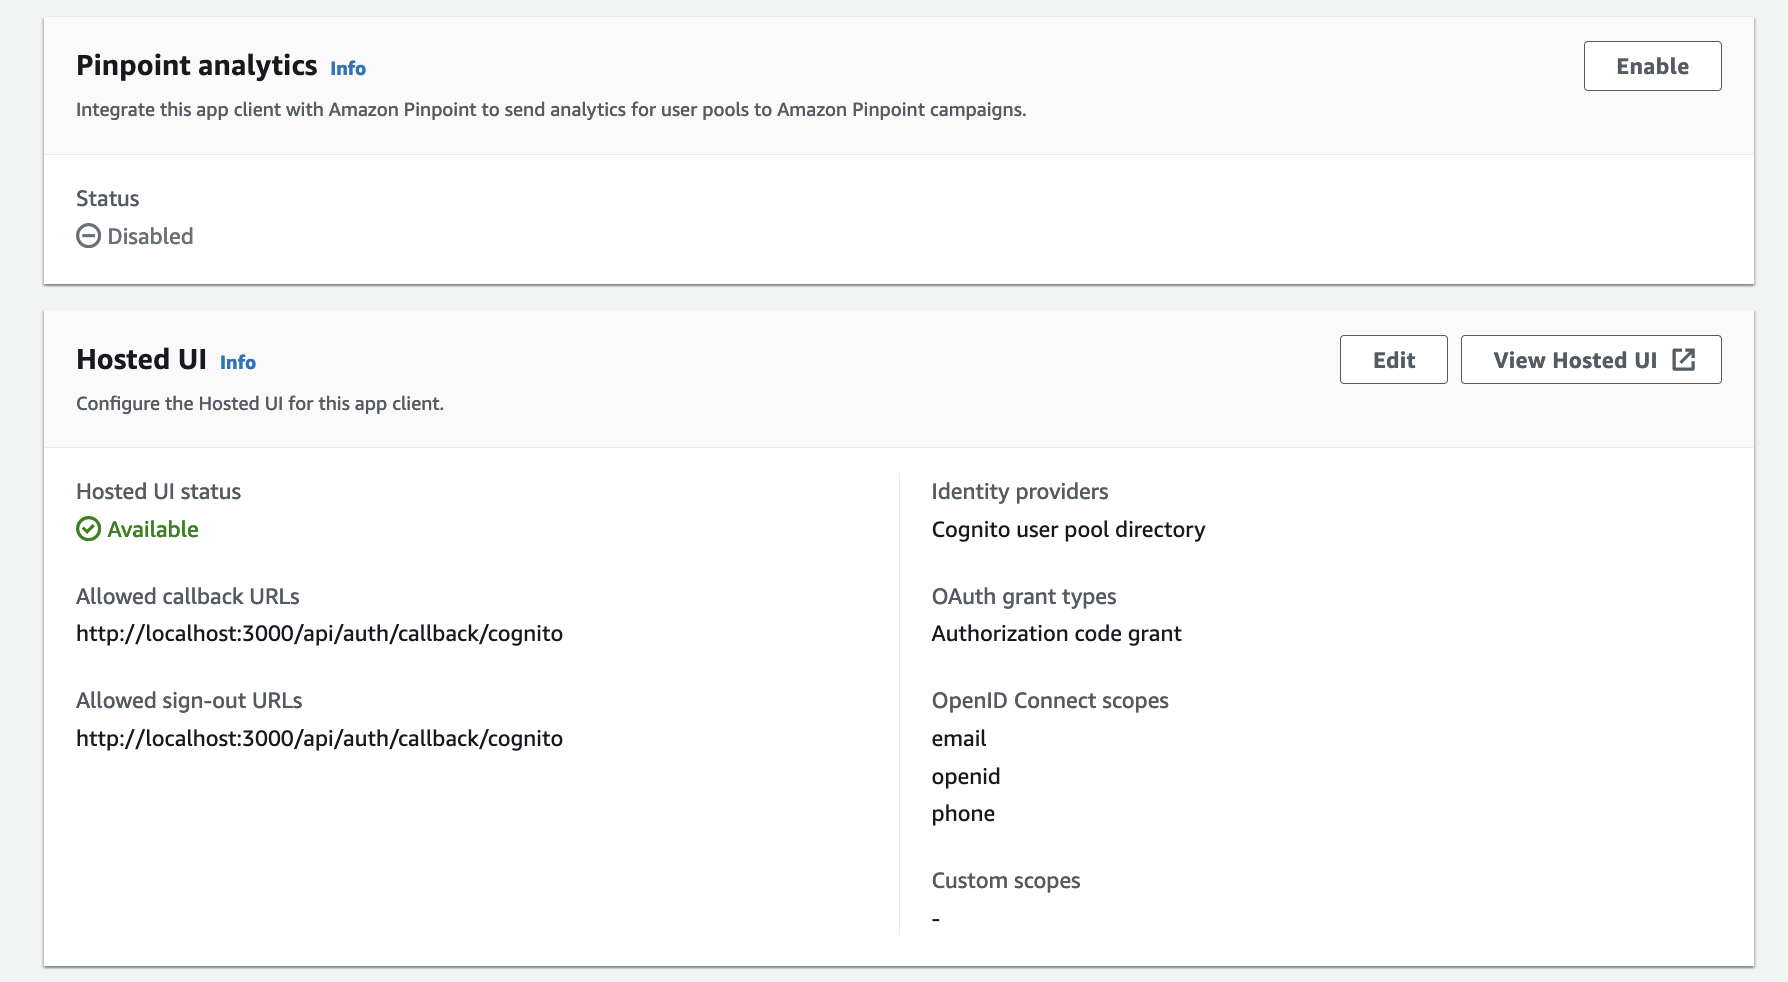 Pinpoint analytics Info
Enable
Integrate this app client with Amazon Pinpoint to send analytics for user pools to Amazon Pinpoint campaigns.
Status
Disabled
Hosted UI Info
Edit
View Hosted UI
Configure the Hosted UI for this app client.
Hosted UI status
Available
Allowed callback URLs
http://localhost:3000/api/auth/callback/cognito
Allowed sign-out URLs
http://localhost:3000/api/auth/callback/cognito
Identity providers
Cognito user pool directory
OAuth grant types
Authorization code grant
OpenID Connect scopes
email
openid
phone
Custom scopes
-